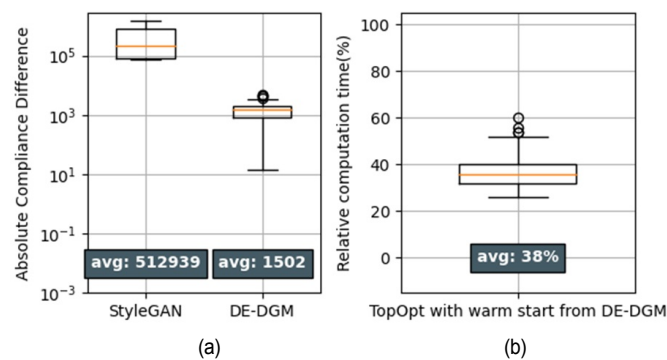 Absolute Compliance Difference
10^5
10^3
10^1
10^-1
10^-3
avg: 512939
avg: 1502
StyleGAN
DE-DGM
(a)
Relative computation time(%)
100
80
60
40
20
0
avg: 38%
TopOpt with warm start from DE-DGM
(b)